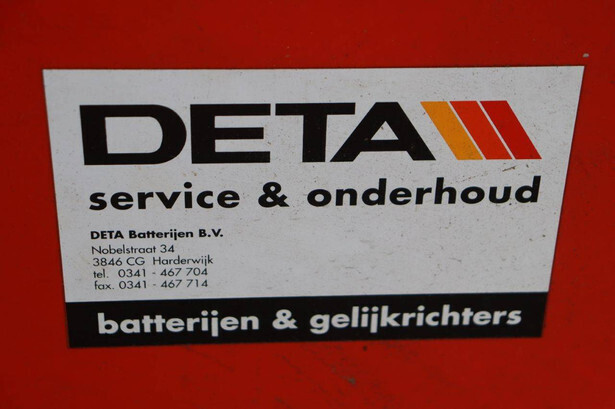 DETA
service & onderhoud
DETA Batterijen B.V.
Nobelstraat 34
3846 CG Harderwijk
tel. 0341 - 467 704
fax. 0341 - 467 714
batterijen & gelijkrichters